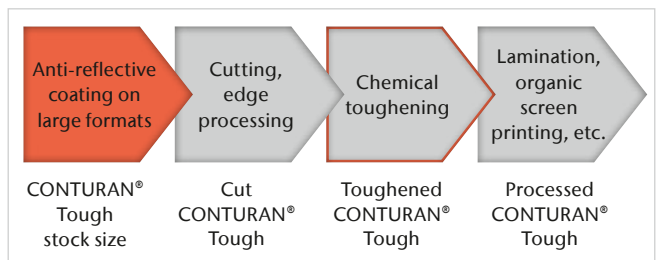 Anti-reflective
coating on
large formats
Cutting,
edge
processing
Chemical
toughening
Lamination,
organic
screen
printing, etc.
CONTURAN®
Tough
stock size
Cut
CONTURAN®
Tough
Toughened
CONTURAN®
Tough
Processed
CONTURAN®
Tough